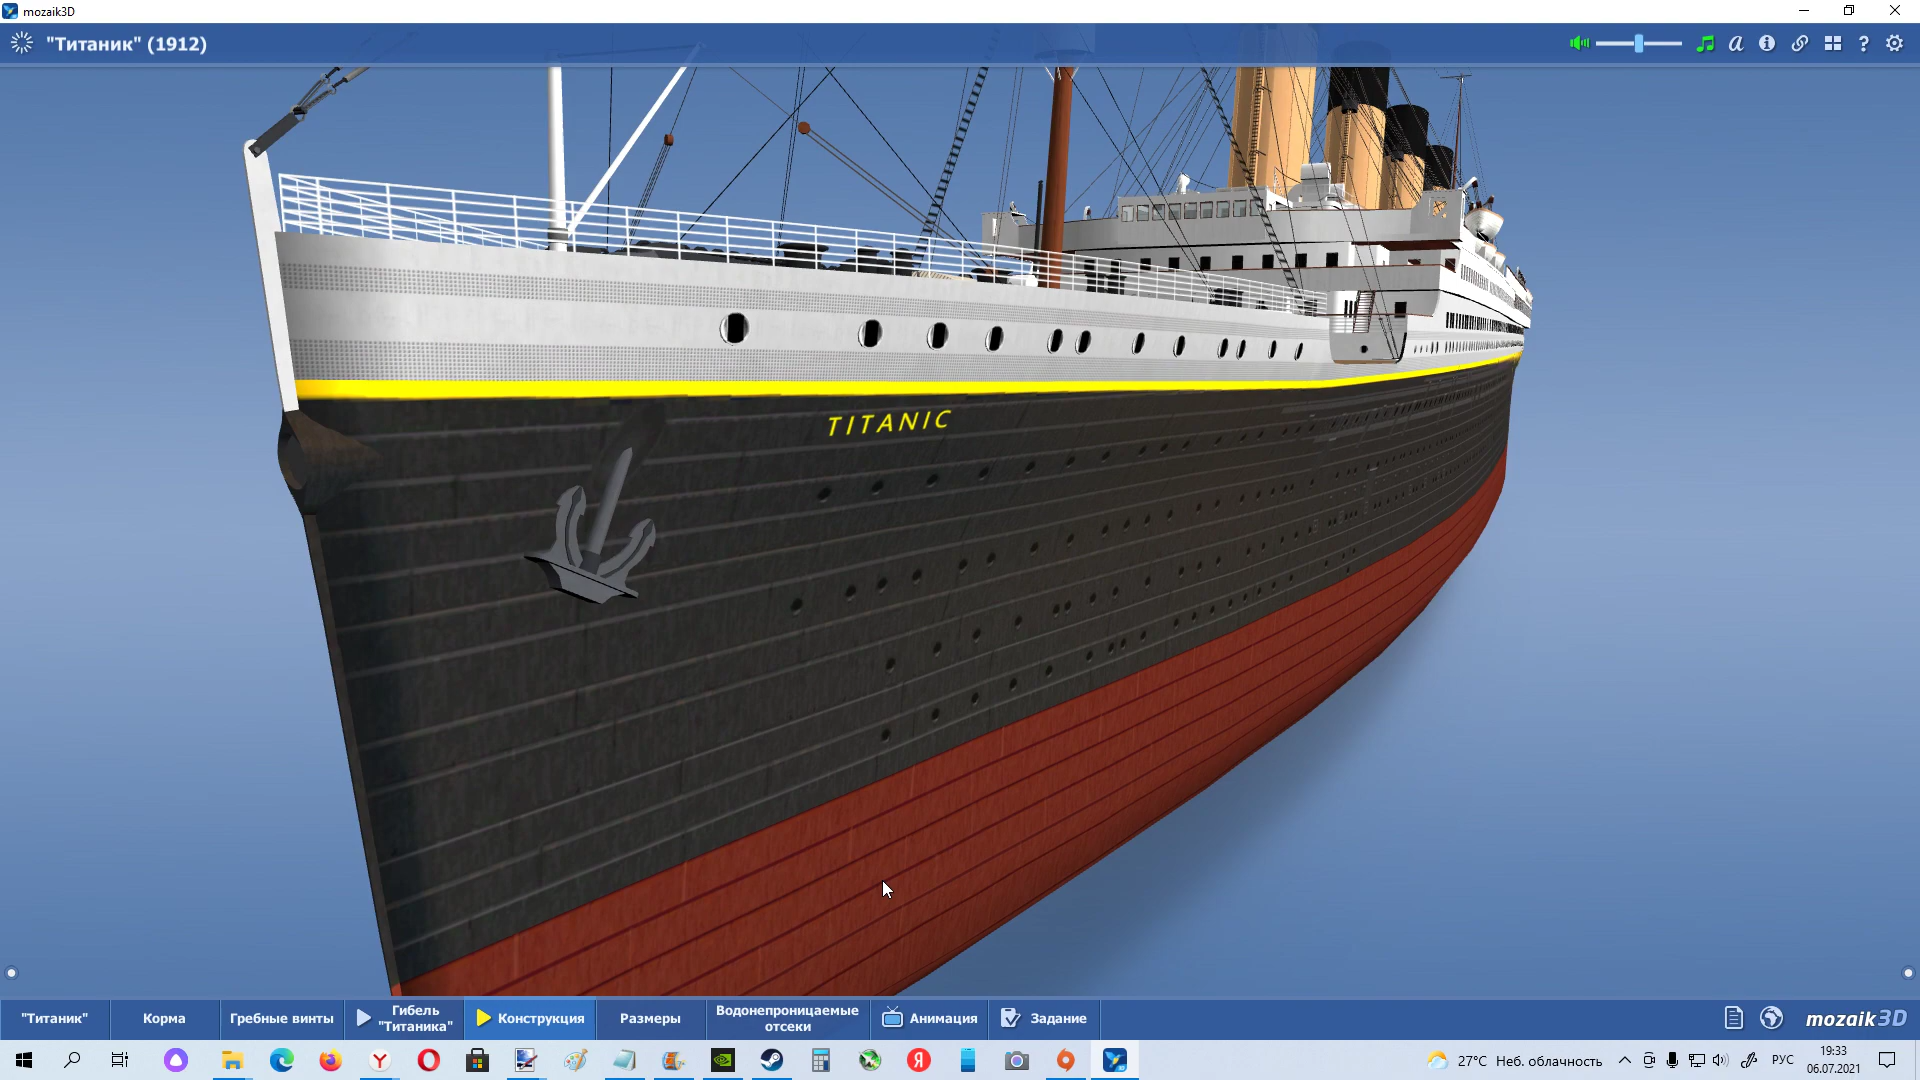 mozaik3D
"Титаник" (1912)
TITANIC
"Титаник"
Корма
Гребные винты
Гибель
"Титаника"
Конструкция
Размеры
Водонепроницаемые
отсеки
Анимация
Задание
mozaik3D
27°C Неб. облачность
РУС
19:33
06.07.2021